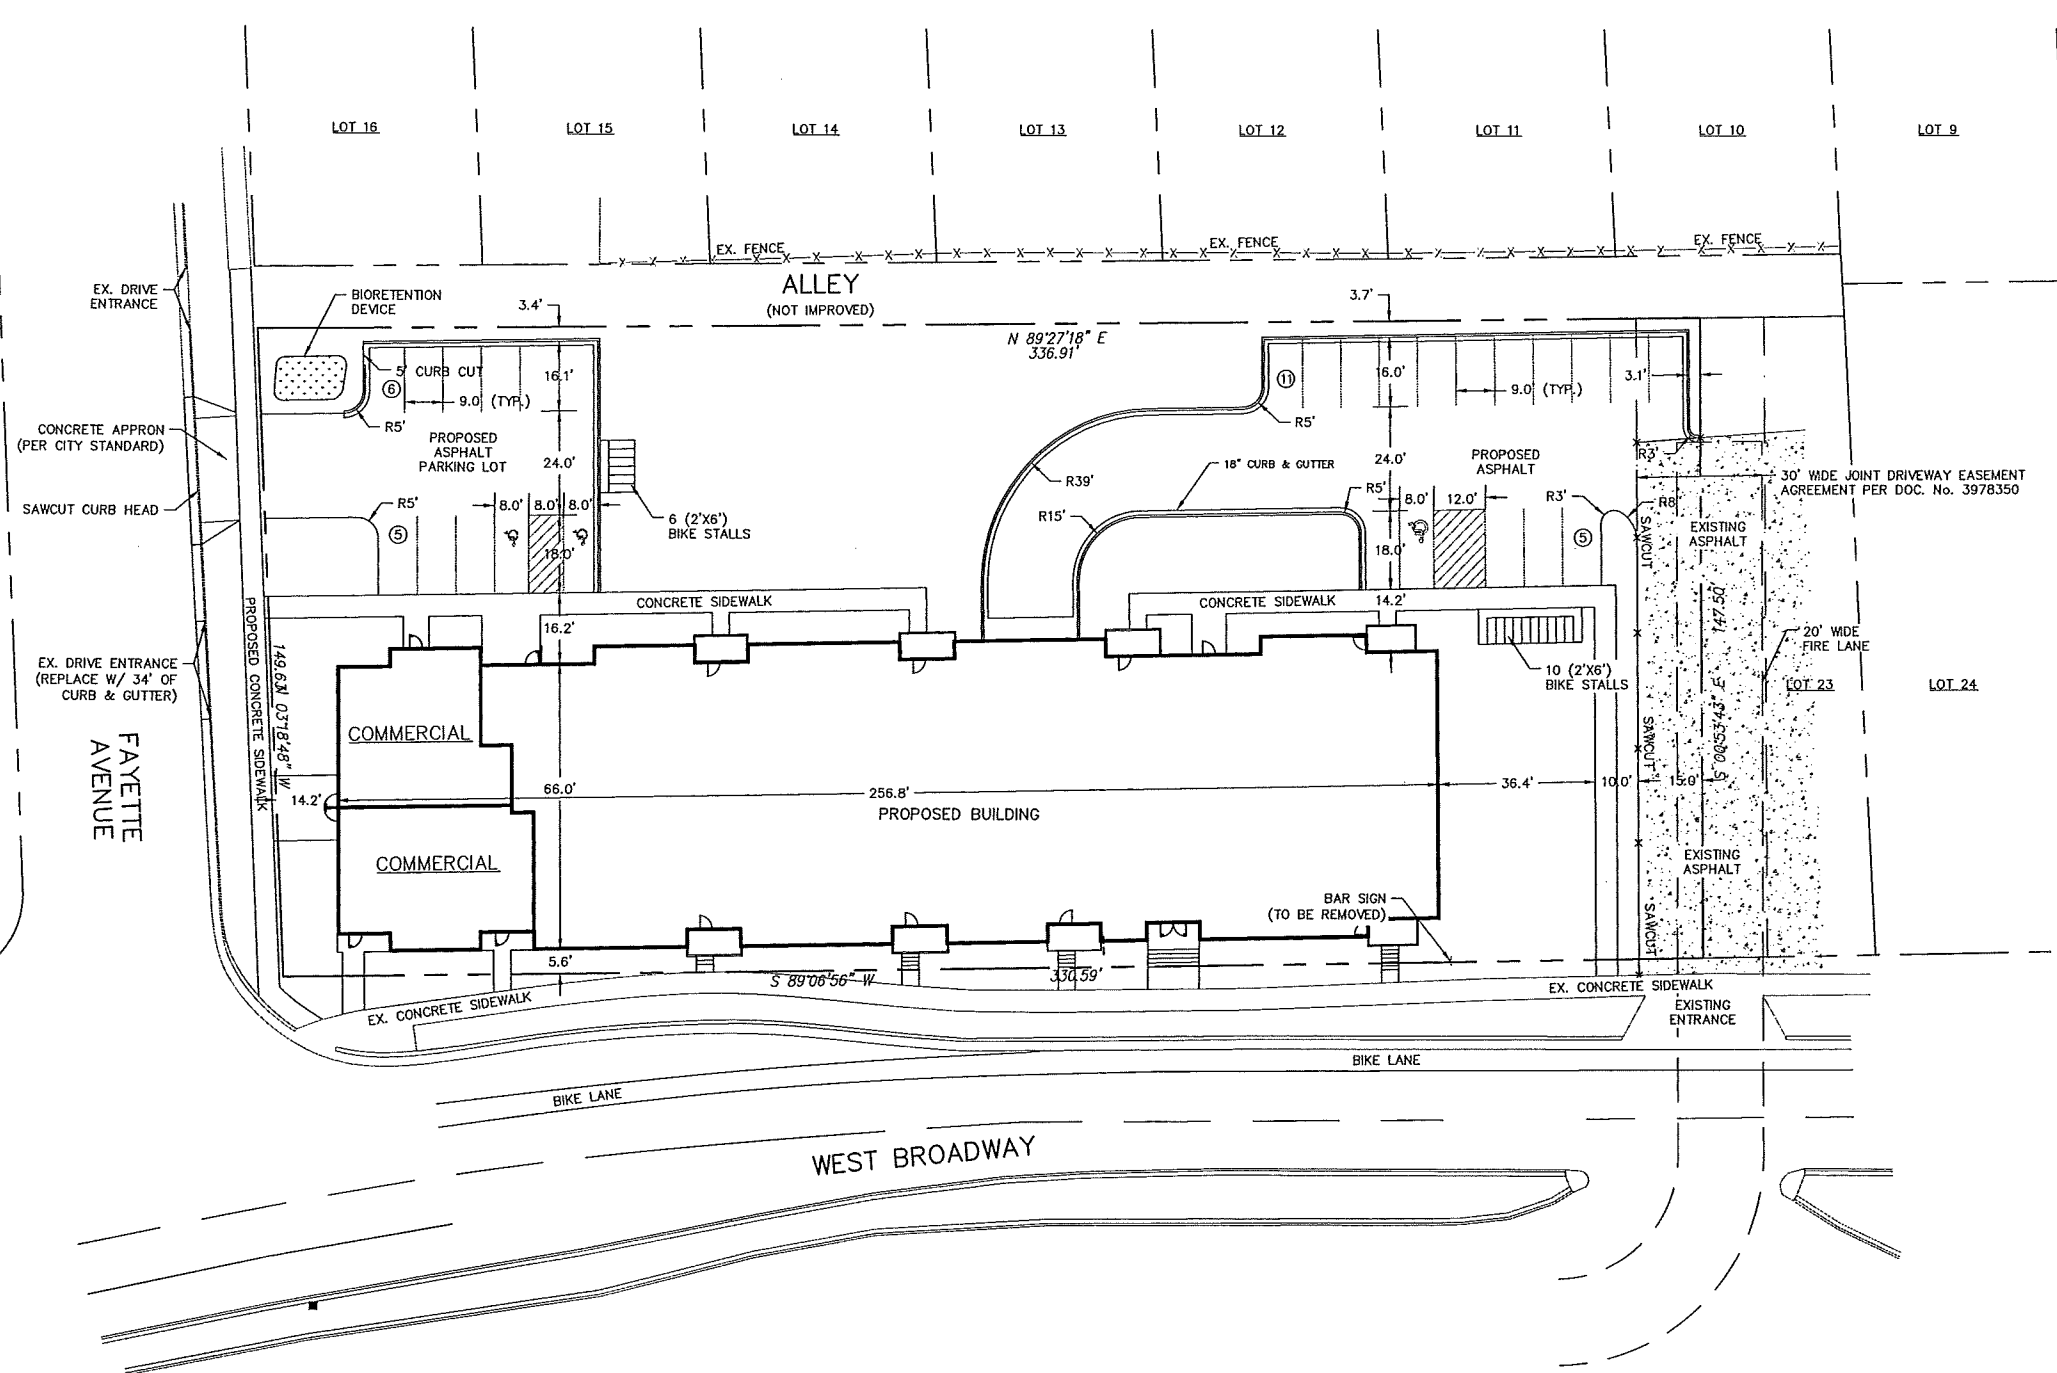 LOT 16
LOT 15
LOT 14
LOT 13
LOT 12
LOT 11
LOT 10
LOT 9
EX. FENCE
EX. FENCE
EX. FENCE
ALLEY
(NOT IMPROVED)
EX. DRIVE
ENTRANCE
BIORETENTION
DEVICE
3.4'
3.7'
N 89°27'18" E
336.91'
5' CURB CUT
6
9.0' (TYP.)
16.1'
R5'
11
16.0'
9.0' (TYP.)
3.1'
R5'
CONCRETE APPRON
(PER CITY STANDARD)
PROPOSED
ASPHALT
PARKING LOT
24.0'
24.0'
PROPOSED
ASPHALT
R3'
18" CURB & GUTTER
R39'
30' WIDE JOINT DRIVEWAY EASEMENT
AGREEMENT PER DOC. No. 3978350
SAWCUT CURB HEAD
R5'
8.0'
8.0'
8.0'
6 (2'X6')
BIKE STALLS
R15'
R5'
8.0'
12.0'
R3'
R8
5
18.0'
18.0'
5
EXISTING
ASPHALT
SAWCUT
CONCRETE SIDEWALK
CONCRETE SIDEWALK
14.2'
16.2'
10 (2'X6')
BIKE STALLS
20' WIDE
FIRE LANE
EX. DRIVE ENTRANCE
(REPLACE W/ 34' OF
CURB & GUTTER)
PROPOSED CONCRETE SIDEWALK
149.63'
N 03°18'48" W
S 00°53'43" E
147.50'
LOT 23
LOT 24
FAYETTE
AVENUE
COMMERCIAL
SAWCUT
14.2'
66.0'
256.8'
36.4'
10.0'
15.0'
PROPOSED BUILDING
COMMERCIAL
EXISTING
ASPHALT
BAR SIGN
(TO BE REMOVED)
SAWCUT
5.6'
S 89°06'56" W
330.59'
EX. CONCRETE SIDEWALK
EX. CONCRETE SIDEWALK
EXISTING
ENTRANCE
BIKE LANE
BIKE LANE
WEST BROADWAY